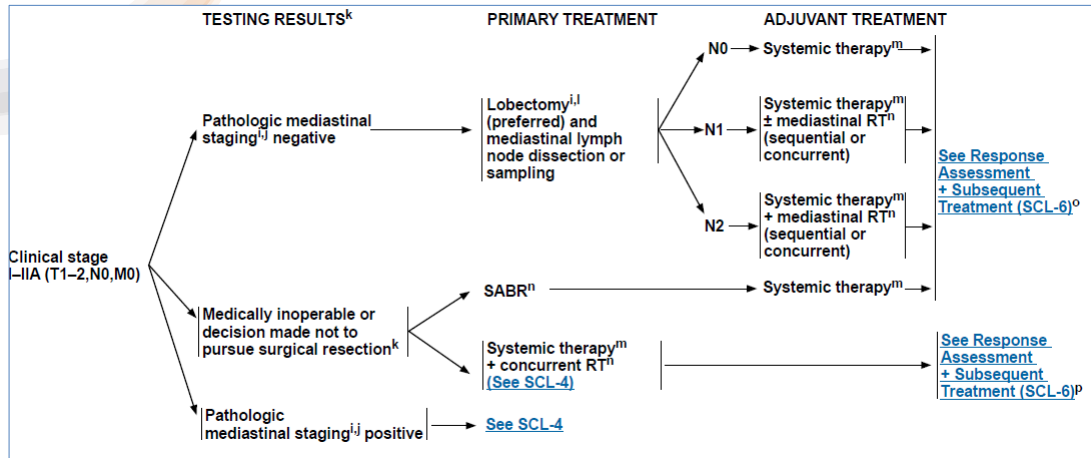 TESTING RESULTSk
PRIMARY TREATMENT
ADJUVANT TREATMENT
Clinical stage
I–IIA (T1–2,N0,M0)
Pathologic mediastinal
stagingi,j negative
Lobectomyi,l
(preferred) and
mediastinal lymph
node dissection or
sampling
N0
Systemic therapym
N1
Systemic therapym
± mediastinal RTn
(sequential or
concurrent)
N2
Systemic therapym
+ mediastinal RTn
(sequential or
concurrent)
See Response
Assessment
+ Subsequent
Treatment (SCL-6)o
Medically inoperable or
decision made not to
pursue surgical resectionk
SABRn
Systemic therapym
Systemic therapym
+ concurrent RTn
(See SCL-4)
See Response
Assessment
+ Subsequent
Treatment (SCL-6)p
Pathologic
mediastinal stagingi,j positive
See SCL-4